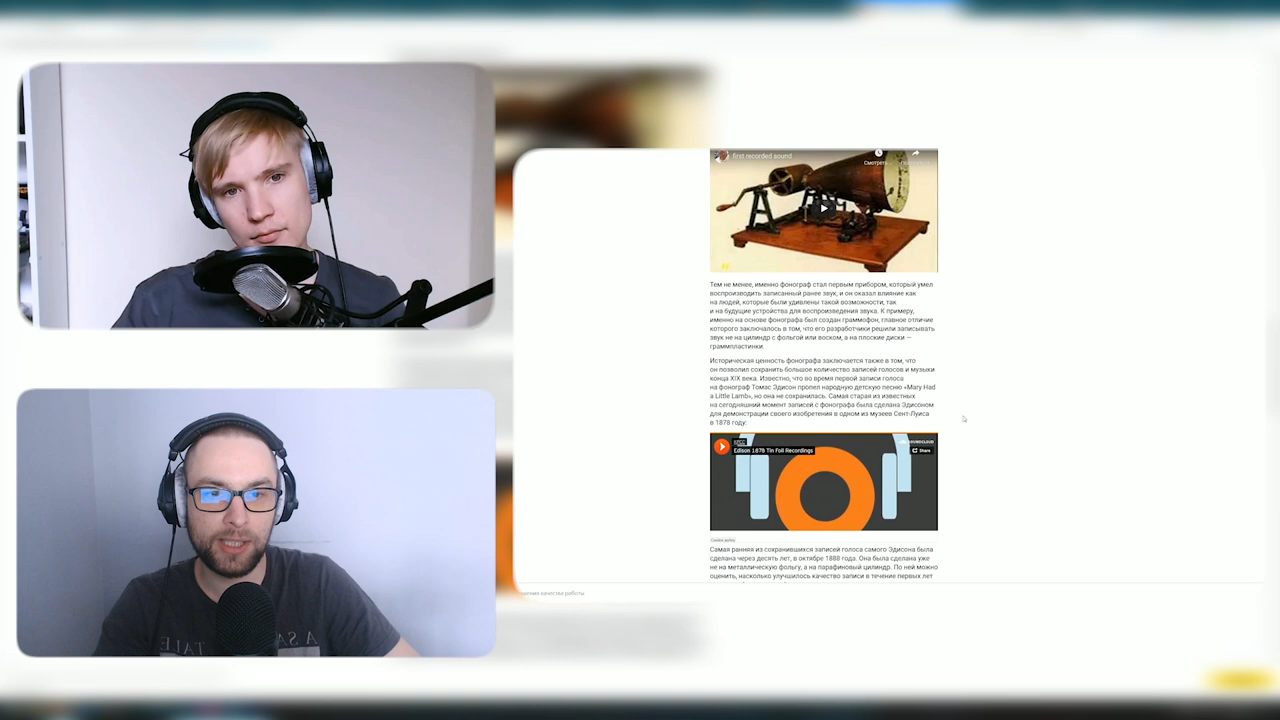 first recorded sound
Смотреть...
Тем не менее, именно фонограф стал первым прибором, который умел
воспроизводить записанный ранее звук, и он оказал влияние как
на людей, которые были удивлены такой возможности, так
и на будущие устройства для воспроизведения звука. К примеру,
именно на основе фонографа был создан граммофон, главное отличие
которого заключалось в том, что его разработчики решили записывать
звук не на цилиндр с фольгой или воском, а на плоские диски —
граммпластинки.
Историческая ценность фонографа заключается также в том, что
он позволил сохранить большое количество записей голосов и музыки
конца XIX века. Известно, что во время первой записи голоса
на фонограф Томас Эдисон пропел народную детскую песню «Mary Had
a Little Lamb», но она не сохранилась. Самая старая из известных
на сегодняшний момент записей с фонографа была сделана Эдисоном
для демонстрации своего изобретения в одном из музеев Сент-Луиса
в 1878 году:
SOUNDCLOUD
Edison 1878 Tin Foil Recordings
Share
Cookie policy
Самая ранняя из сохранившихся записей голоса самого Эдисона была
сделана через десять лет, в октябре 1888 года. Она была сделана уже
не на металлическую фольгу, а на парафиновый цилиндр. По ней можно
оценить, насколько улучшилось качество записи в течение первых лет
качества работы
A SA
TALE